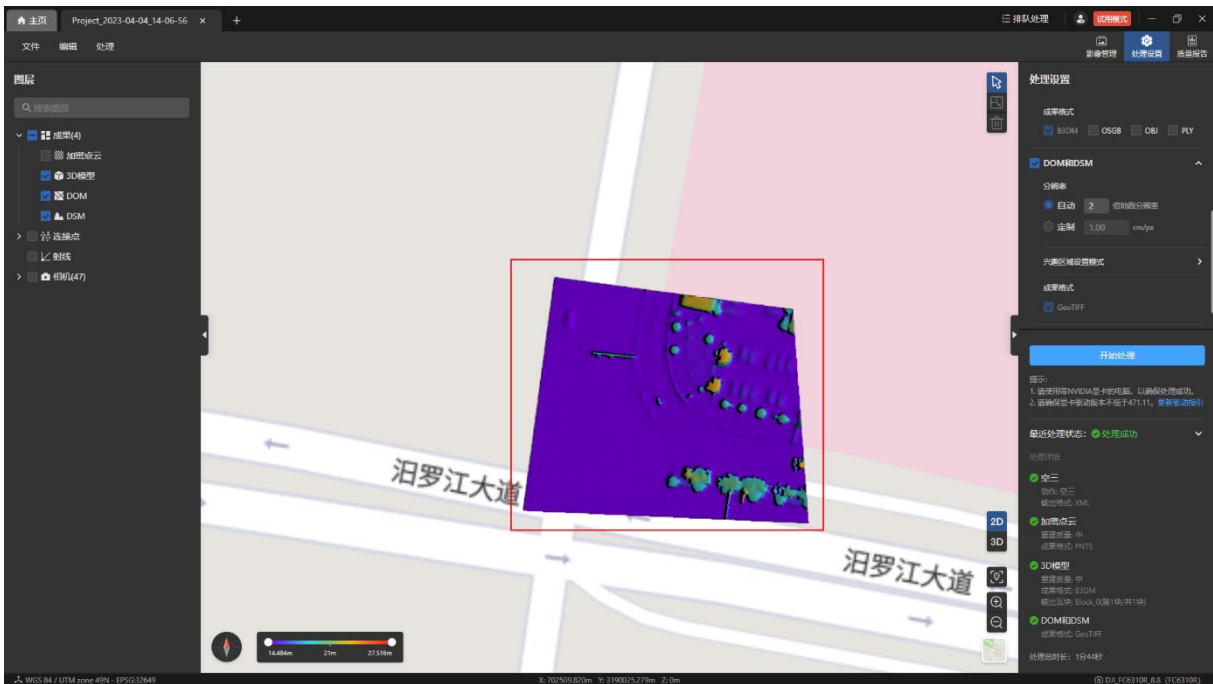 主页
Project_2023-04-04_14-06-56 × +
排队处理
试用模式
文件 编辑 处理
影像管理 处理设置 质量报告
图层
搜索图层
成果(4)
加密点云
3D模型
DOM
DSM
连接点
射线
相机(47)
汨罗江大道
汨罗江大道
2D
3D
14.484m 21m 27.516m
处理设置
成果格式
B3DM OSGB OBJ PLY
DOM和DSM
分辨率
自动 2 倍地面分辨率
定制 1.00 cm/px
兴趣区域设置模式
成果格式
GeoTIFF
开始处理
提示:
1. 请使用带NVIDIA显卡的电脑，以确保处理成功。
2. 请确保显卡驱动版本不低于471.11。更新驱动指引
最近处理状态: 处理成功
处理详情
空三
动作: 空三
输出格式: XML
加密点云
重建质量: 中
成果格式: PNTS
3D模型
重建质量: 中
成果格式: B3DM
输出瓦块: Block_0(第1块/共1块)
DOM和DSM
成果格式: GeoTIFF
处理总时长: 1分44秒
WGS 84 / UTM zone 49N - EPSG:32649
X: 702509.820m Y: 3190025.279m Z: 0m
DJI_FC6310R_8.8 (FC6310R)